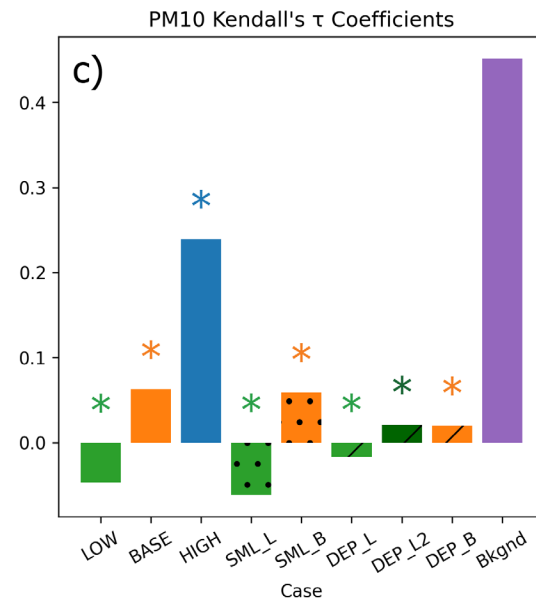 PM10 Kendall's τ Coefficients
c)
0.4
0.3
0.2
0.1
0.0
LOW
BASE
HIGH
SML_L
SML_B
DEP_L
DEP_L2
DEP_B
Bkgnd
Case